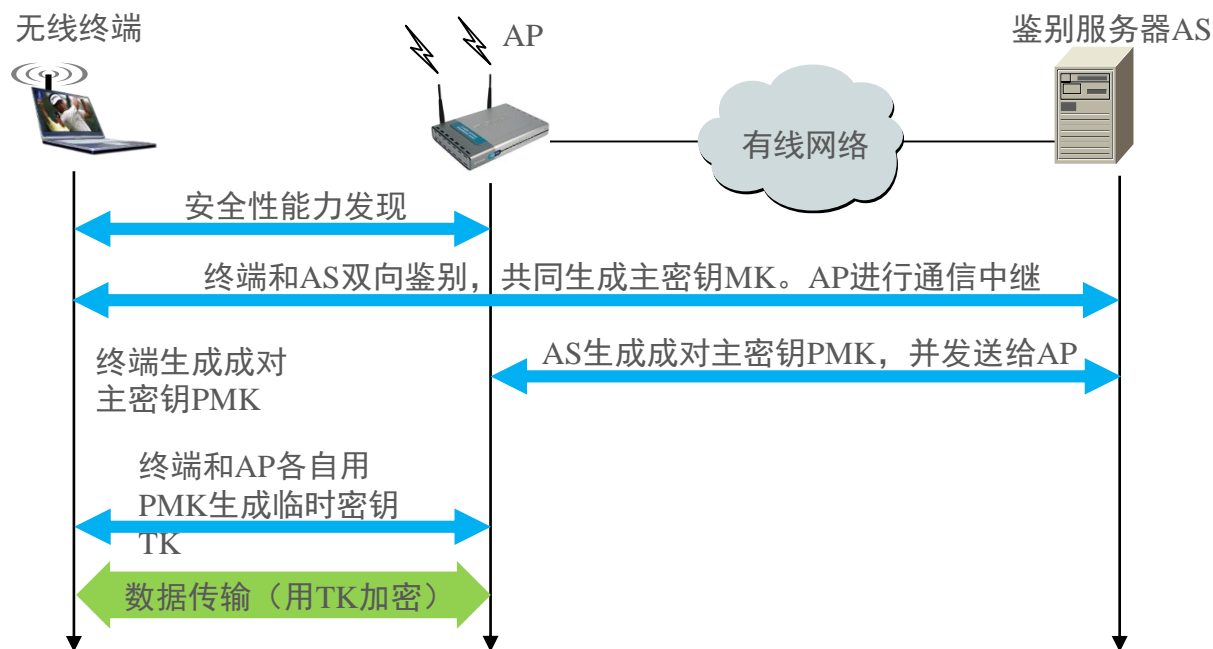 无线终端
AP
鉴别服务器AS
有线网络
安全性能力发现
终端和AS双向鉴别，共同生成主密钥MK。AP进行通信中继
终端生成成对
主密钥PMK
AS生成成对主密钥PMK，并发送给AP
终端和AP各自用
PMK生成临时密钥
TK
数据传输（用TK加密）